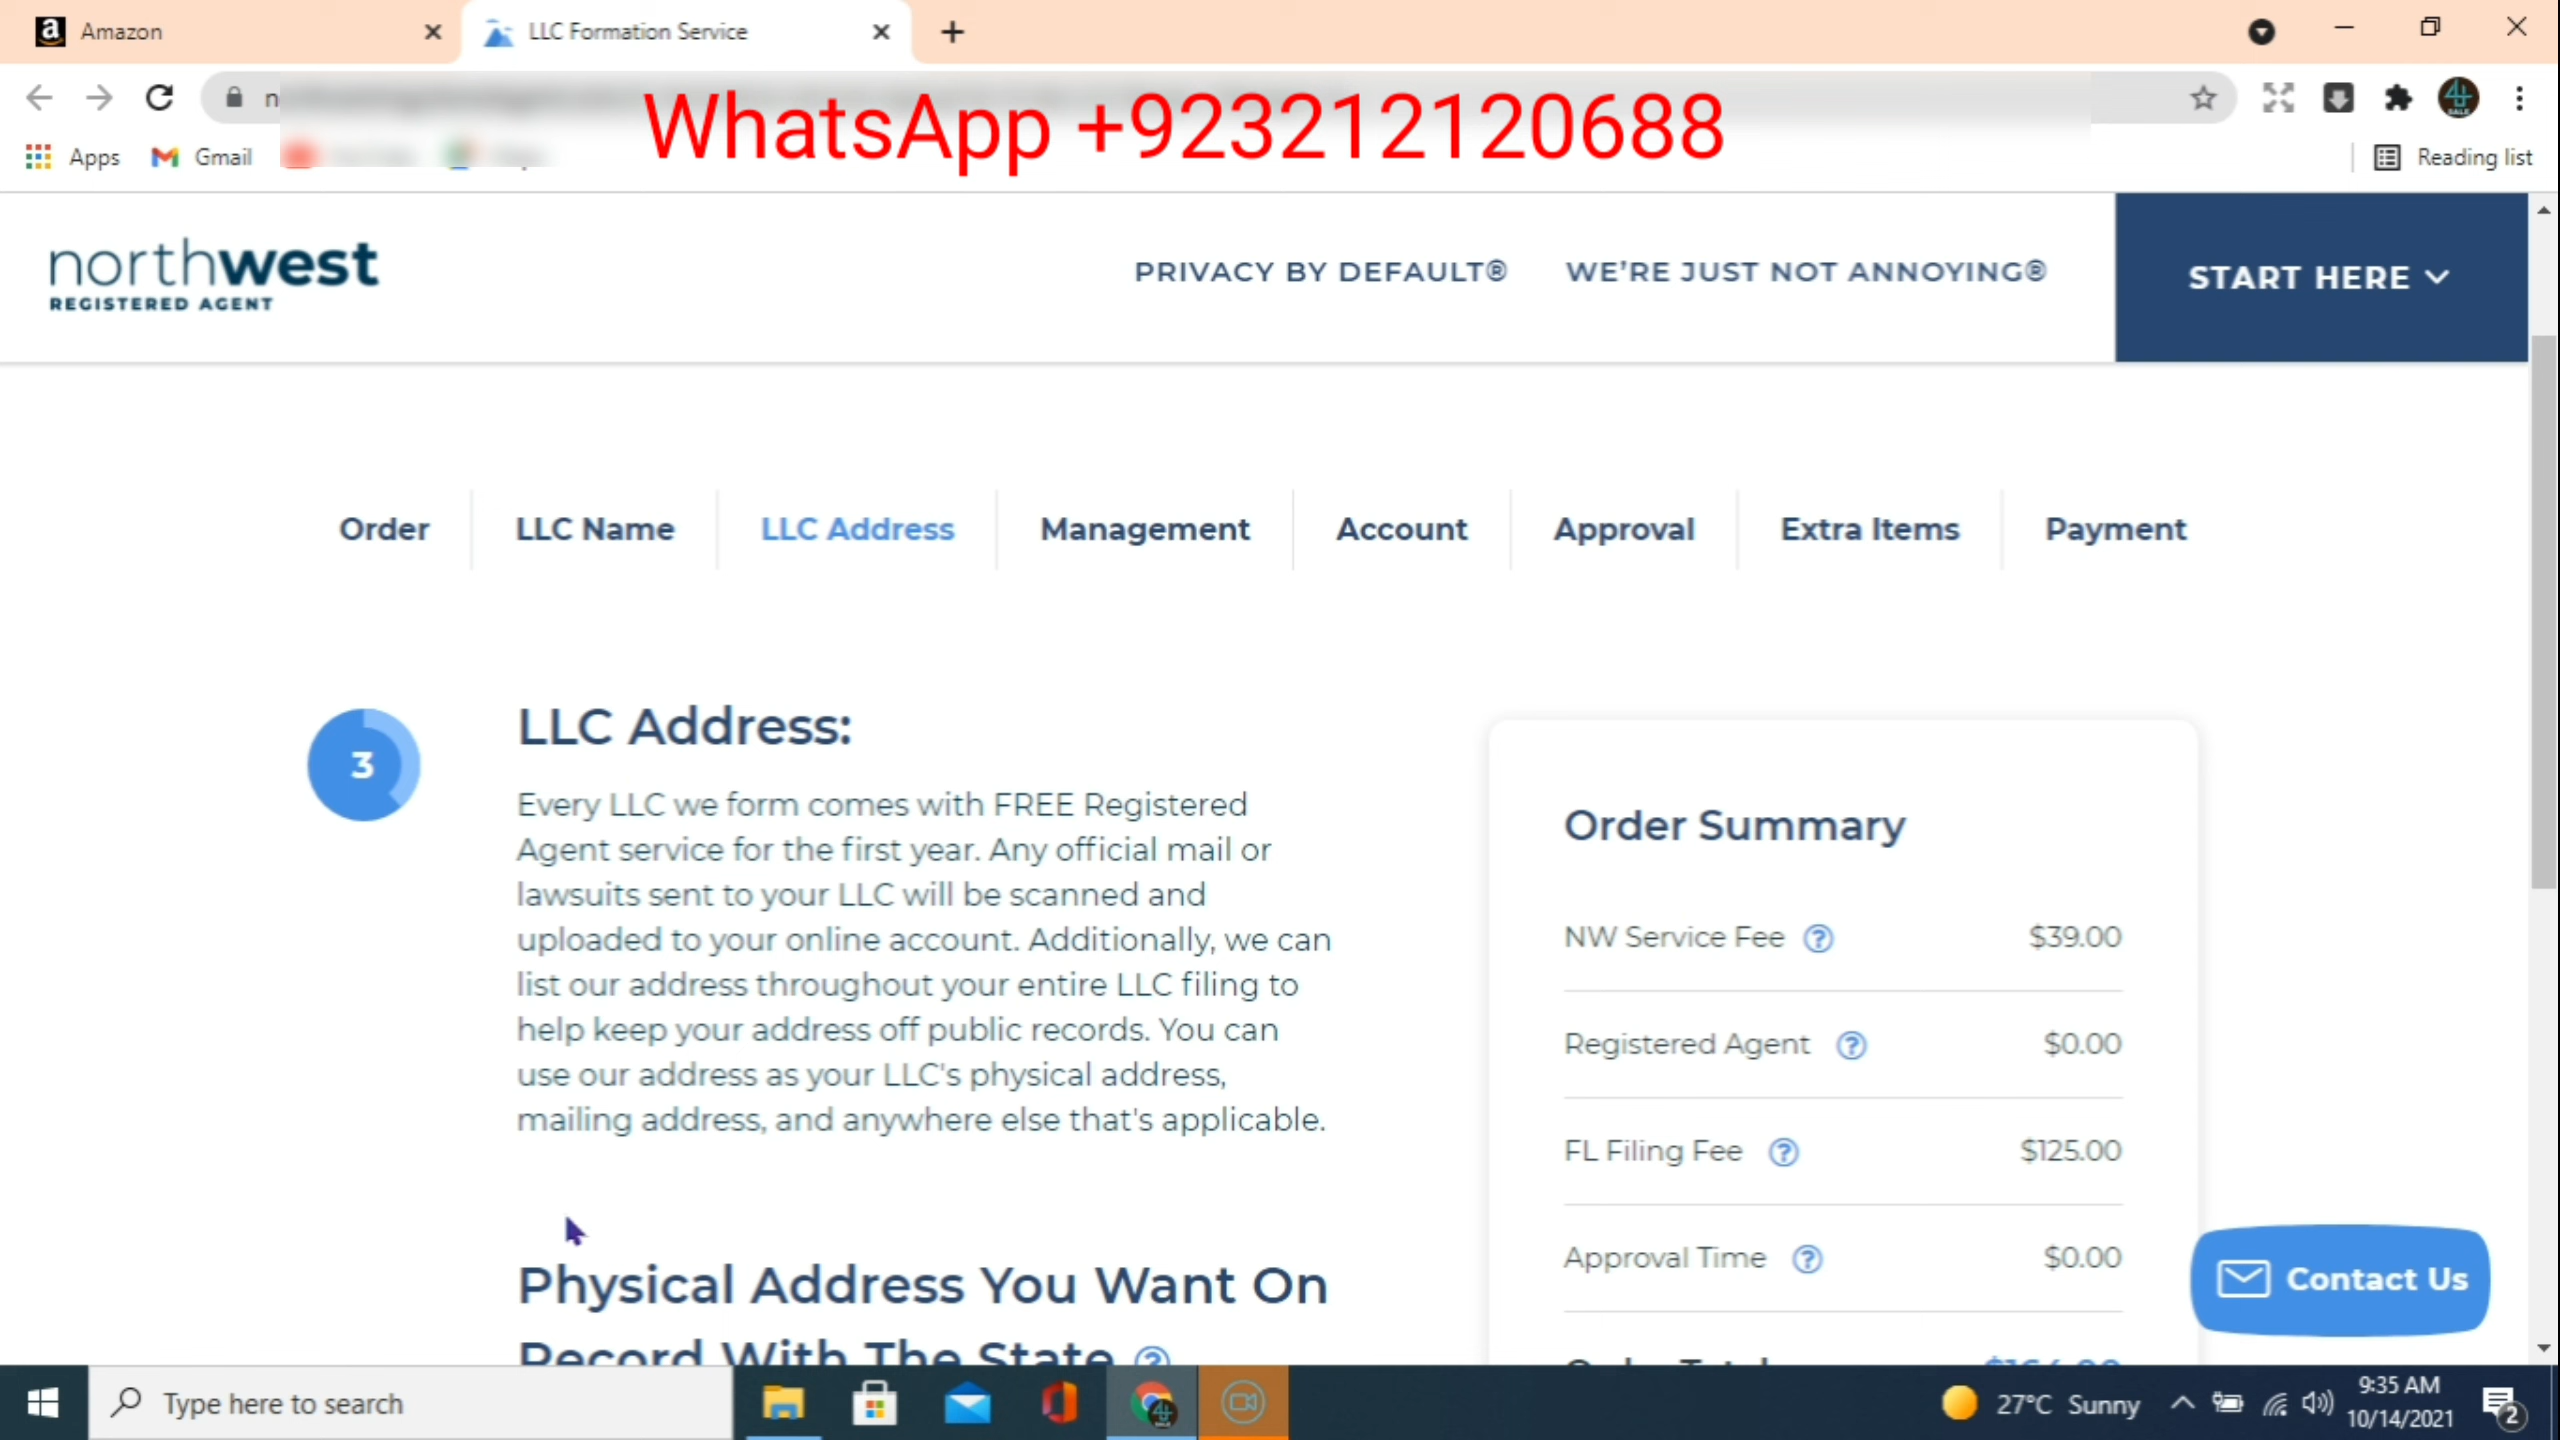 Amazon
LLC Formation Service
WhatsApp +923212120688
Apps
Gmail
Reading list
northwest
REGISTERED AGENT
PRIVACY BY DEFAULT®
WE'RE JUST NOT ANNOYING®
START HERE
Order
LLC Name
LLC Address
Management
Account
Approval
Extra Items
Payment
3
LLC Address:
Every LLC we form comes with FREE Registered
Agent service for the first year. Any official mail or
lawsuits sent to your LLC will be scanned and
uploaded to your online account. Additionally, we can
list our address throughout your entire LLC filing to
help keep your address off public records. You can
use our address as your LLC's physical address,
mailing address, and anywhere else that's applicable.
Physical Address You Want On
Record With The State ?
Order Summary
NW Service Fee ? $39.00
Registered Agent ? $0.00
FL Filing Fee ? $125.00
Approval Time ? $0.00
Order Total $164.00
Contact Us
Type here to search
27°C Sunny
9:35 AM
10/14/2021
2